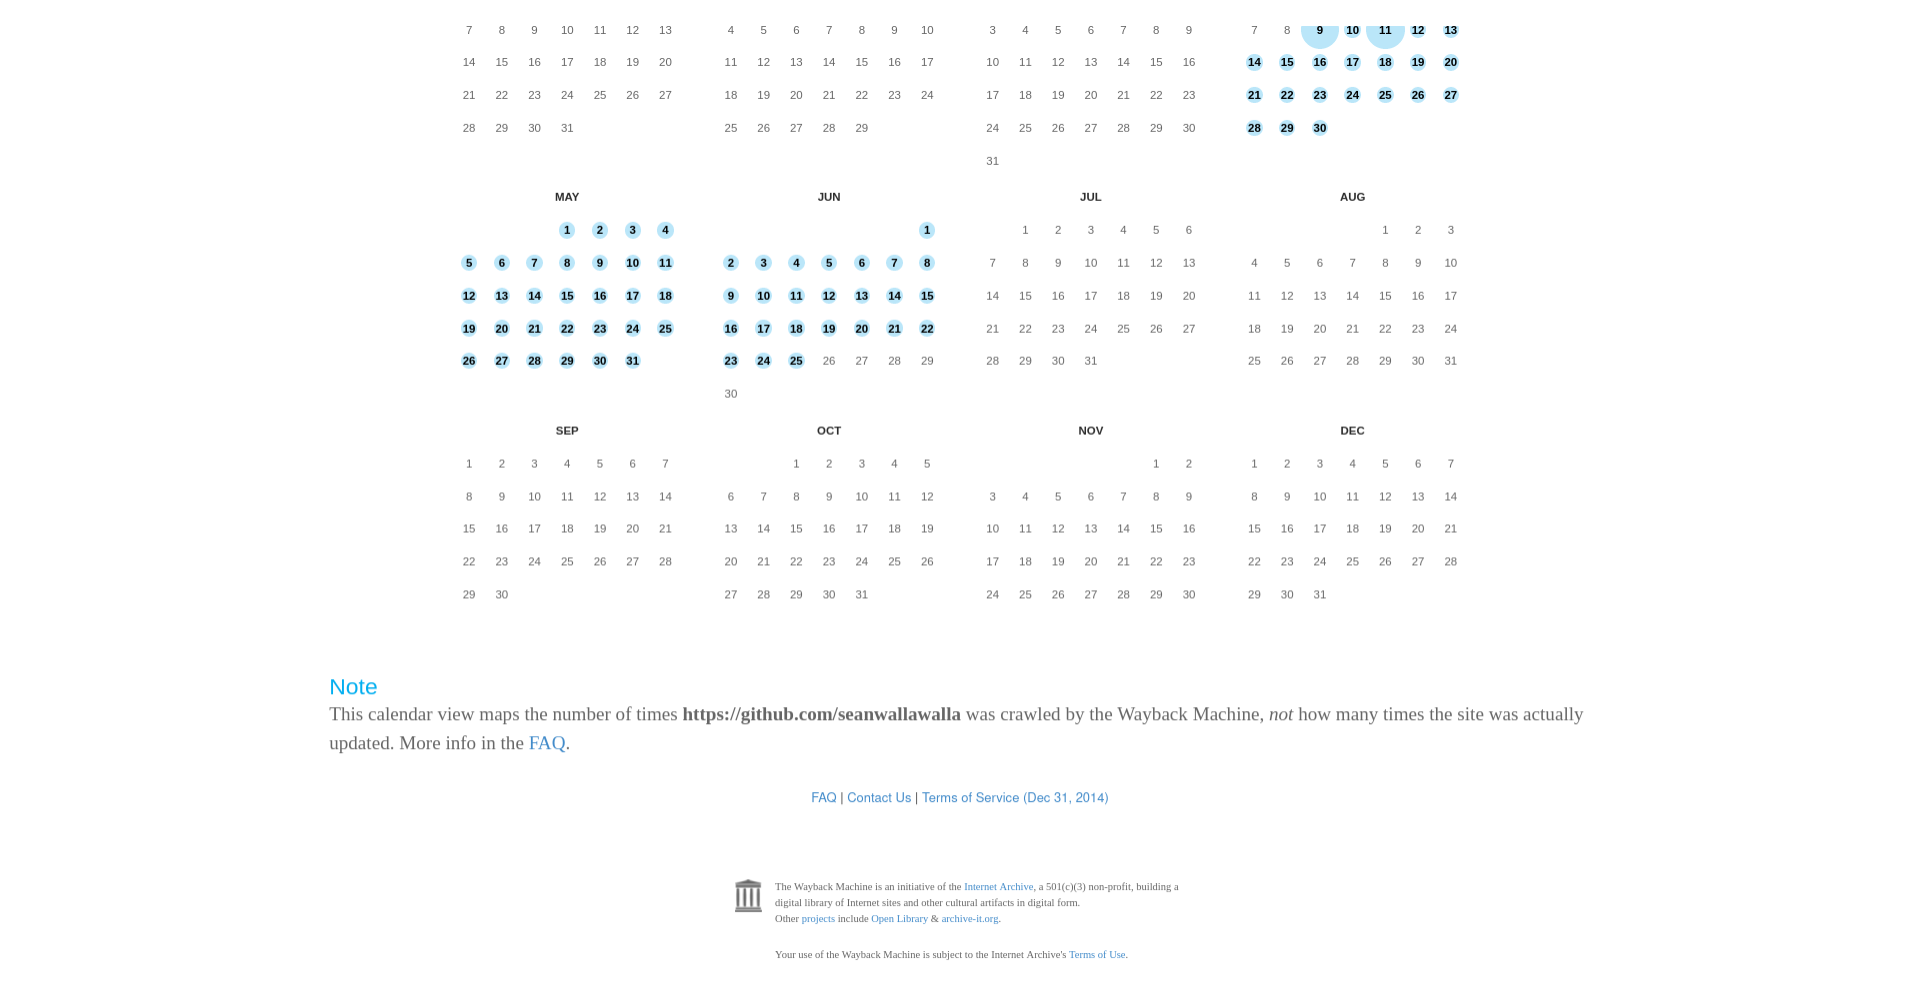 7 8 9 10 11 12 13 4 5 6 7 8 9 10 3 4 5 6 7 8 9 7 8 9 10 11 12 13
14 15 16 17 18 19 20 11 12 13 14 15 16 17 10 11 12 13 14 15 16 14 15 16 17 18 19 20
21 22 23 24 25 26 27 18 19 20 21 22 23 24 17 18 19 20 21 22 23 21 22 23 24 25 26 27
28 29 30 31 25 26 27 28 29 24 25 26 27 28 29 30 28 29 30
31
MAY JUN JUL AUG
1 2 3 4 1 1 2 3 4 5 6 1 2 3
5 6 7 8 9 10 11 2 3 4 5 6 7 8 7 8 9 10 11 12 13 4 5 6 7 8 9 10
12 13 14 15 16 17 18 9 10 11 12 13 14 15 14 15 16 17 18 19 20 11 12 13 14 15 16 17
19 20 21 22 23 24 25 16 17 18 19 20 21 22 21 22 23 24 25 26 27 18 19 20 21 22 23 24
26 27 28 29 30 31 23 24 25 26 27 28 29 28 29 30 31 25 26 27 28 29 30 31
30
SEP OCT NOV DEC
1 2 3 4 5 6 7 1 2 3 4 5 1 2 1 2 3 4 5 6 7
8 9 10 11 12 13 14 6 7 8 9 10 11 12 3 4 5 6 7 8 9 8 9 10 11 12 13 14
15 16 17 18 19 20 21 13 14 15 16 17 18 19 10 11 12 13 14 15 16 15 16 17 18 19 20 21
22 23 24 25 26 27 28 20 21 22 23 24 25 26 17 18 19 20 21 22 23 22 23 24 25 26 27 28
29 30 27 28 29 30 31 24 25 26 27 28 29 30 29 30 31
Note
This calendar view maps the number of times https://github.com/seanwallawalla was crawled by the Wayback Machine, not how many times the site was actually
updated. More info in the FAQ.
FAQ | Contact Us | Terms of Service (Dec 31, 2014)
The Wayback Machine is an initiative of the Internet Archive, a 501(c)(3) non-profit, building a
digital library of Internet sites and other cultural artifacts in digital form.
Other projects include Open Library & archive-it.org.
Your use of the Wayback Machine is subject to the Internet Archive's Terms of Use.